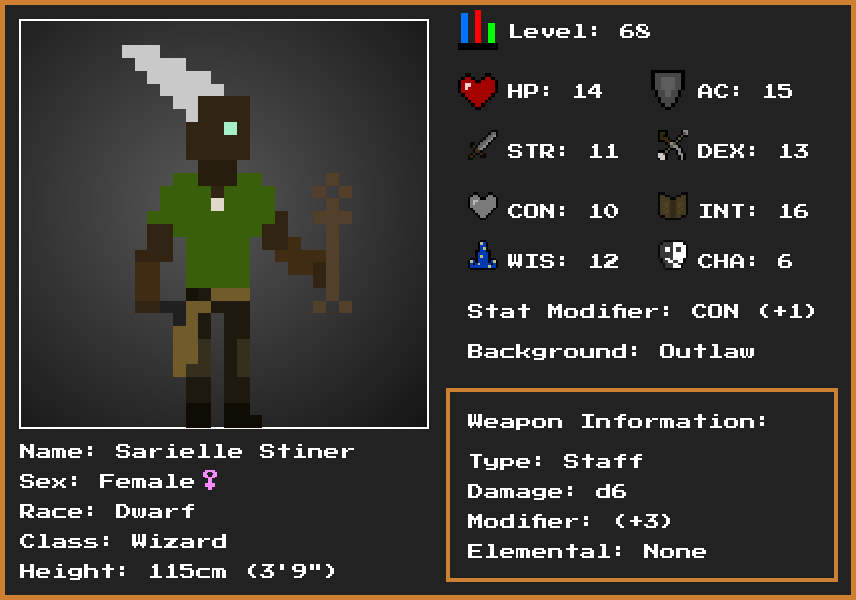 Level: 68
HP: 14
AC: 15
STR: 11
DEX: 13
CON: 10
INT: 16
WIS: 12
CHA: 6
Stat Modifier: CON (+1)
Background: Outlaw
Weapon Information:
Type: Staff
Damage: d6
Modifier: (+3)
Elemental: None
Name: Sarielle Stiner
Sex: Female♀
Race: Dwarf
Class: Wizard
Height: 115cm (3'9")